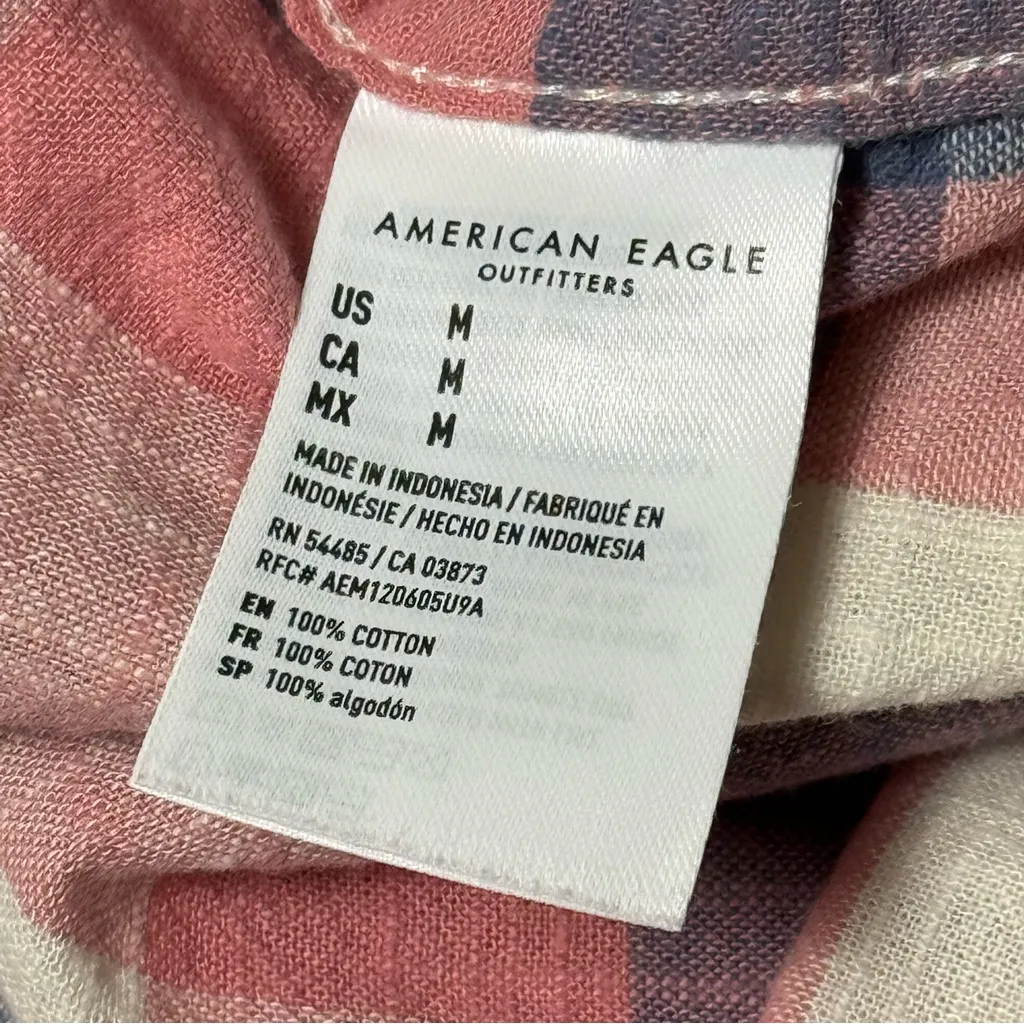 AMERICAN EAGLE
OUTFITTERS
US M
CA M
MX M
MADE IN INDONESIA / FABRIQUÉ EN
INDONÉSIE / HECHO EN INDONESIA
RN 54485 / CA 03873
RFC# AEM120605U9A
EN 100% COTTON
FR 100% COTON
SP 100% algodón